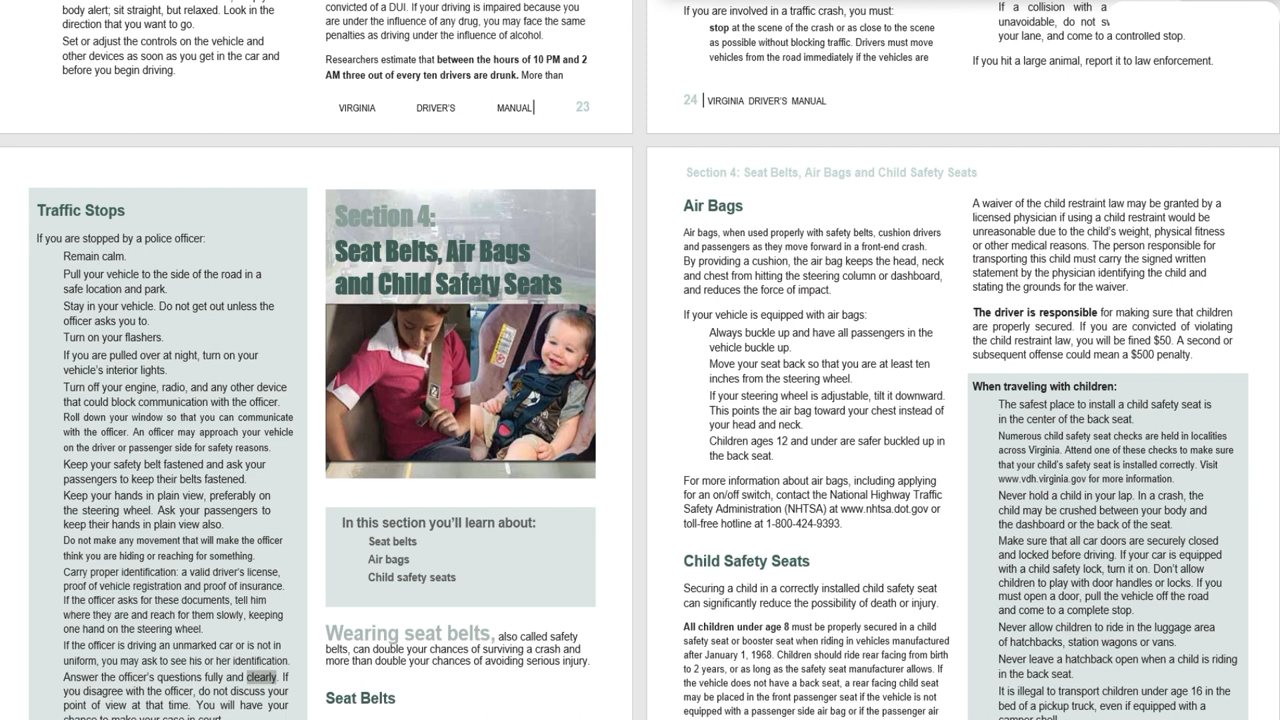 body alert; sit straight, but relaxed. Look in the
direction that you want to go.
Set or adjust the controls on the vehicle and
other devices as soon as you get in the car and
before you begin driving.
convicted of a DUI. If your driving is impaired because you
are under the influence of any drug, you may face the same
penalties as driving under the influence of alcohol.
Researchers estimate that between the hours of 10 PM and 2
AM three out of every ten drivers are drunk. More than
VIRGINIA DRIVER'S MANUAL 23
If you are involved in a traffic crash, you must:
stop at the scene of the crash or as close to the scene
as possible without blocking traffic. Drivers must move
vehicles from the road immediately if the vehicles are
If a collision with a
unavoidable, do not
your lane, and come to a controlled stop.
If you hit a large animal, report it to law enforcement.
24 VIRGINIA DRIVER'S MANUAL
Traffic Stops
If you are stopped by a police officer:
Remain calm.
Pull your vehicle to the side of the road in a
safe location and park.
Stay in your vehicle. Do not get out unless the
officer asks you to.
Turn on your flashers.
If you are pulled over at night, turn on your
vehicle's interior lights.
Turn off your engine, radio, and any other device
that could block communication with the officer.
Roll down your window so that you can communicate
with the officer. An officer may approach your vehicle
on the driver or passenger side for safety reasons.
Keep your safety belt fastened and ask your
passengers to keep their belts fastened.
Keep your hands in plain view, preferably on
the steering wheel. Ask your passengers to
keep their hands in plain view also.
Do not make any movement that will make the officer
think you are hiding or reaching for something.
Carry proper identification: a valid driver's license,
proof of vehicle registration and proof of insurance.
If the officer asks for these documents, tell him
where they are and reach for them slowly, keeping
one hand on the steering wheel.
If the officer is driving an unmarked car or is not in
uniform, you may ask to see his or her identification.
Answer the officer's questions fully and clearly. If
you disagree with the officer, do not discuss your
point of view at that time. You will have your
chance to make your case in court
Section 4:
Seat Belts, Air Bags
and Child Safety Seats
In this section you'll learn about:
Seat belts
Air bags
Child safety seats
Wearing seat belts, also called safety
belts, can double your chances of surviving a crash and
more than double your chances of avoiding serious injury.
Seat Belts
Section 4: Seat Belts, Air Bags and Child Safety Seats
Air Bags
Air bags, when used properly with safety belts, cushion drivers
and passengers as they move forward in a front-end crash.
By providing a cushion, the air bag keeps the head, neck
and chest from hitting the steering column or dashboard,
and reduces the force of impact.
If your vehicle is equipped with air bags:
Always buckle up and have all passengers in the
vehicle buckle up.
Move your seat back so that you are at least ten
inches from the steering wheel.
If your steering wheel is adjustable, tilt it downward.
This points the air bag toward your chest instead of
your head and neck.
Children ages 12 and under are safer buckled up in
the back seat.
For more information about air bags, including applying
for an on/off switch, contact the National Highway Traffic
Safety Administration (NHTSA) at www.nhtsa.dot.gov or
toll-free hotline at 1-800-424-9393.
Child Safety Seats
Securing a child in a correctly installed child safety seat
can significantly reduce the possibility of death or injury.
All children under age 8 must be properly secured in a child
safety seat or booster seat when riding in vehicles manufactured
after January 1, 1968. Children should ride rear facing from birth
to 2 years, or as long as the safety seat manufacturer allows. If
the vehicle does not have a back seat, a rear facing child seat
may be placed in the front passenger seat if the vehicle is not
equipped with a passenger side air bag or if the passenger air
A waiver of the child restraint law may be granted by a
licensed physician if using a child restraint would be
unreasonable due to the child's weight, physical fitness
or other medical reasons. The person responsible for
transporting this child must carry the signed written
statement by the physician identifying the child and
stating the grounds for the waiver.
The driver is responsible for making sure that children
are properly secured. If you are convicted of violating
the child restraint law, you will be fined $50. A second or
subsequent offense could mean a $500 penalty.
When traveling with children:
The safest place to install a child safety seat is
in the center of the back seat.
Numerous child safety seat checks are held in localities
across Virginia. Attend one of these checks to make sure
that your child's safety seat is installed correctly. Visit
www.vdh.virginia.gov for more information.
Never hold a child in your lap. In a crash, the
child may be crushed between your body and
the dashboard or the back of the seat.
Make sure that all car doors are securely closed
and locked before driving. If your car is equipped
with a child safety lock, turn it on. Don't allow
children to play with door handles or locks. If you
must open a door, pull the vehicle off the road
and come to a complete stop.
Never allow children to ride in the luggage area
of hatchbacks, station wagons or vans.
Never leave a hatchback open when a child is riding
in the back seat.
It is illegal to transport children under age 16 in the
bed of a pickup truck, even if equipped with a
camper shell